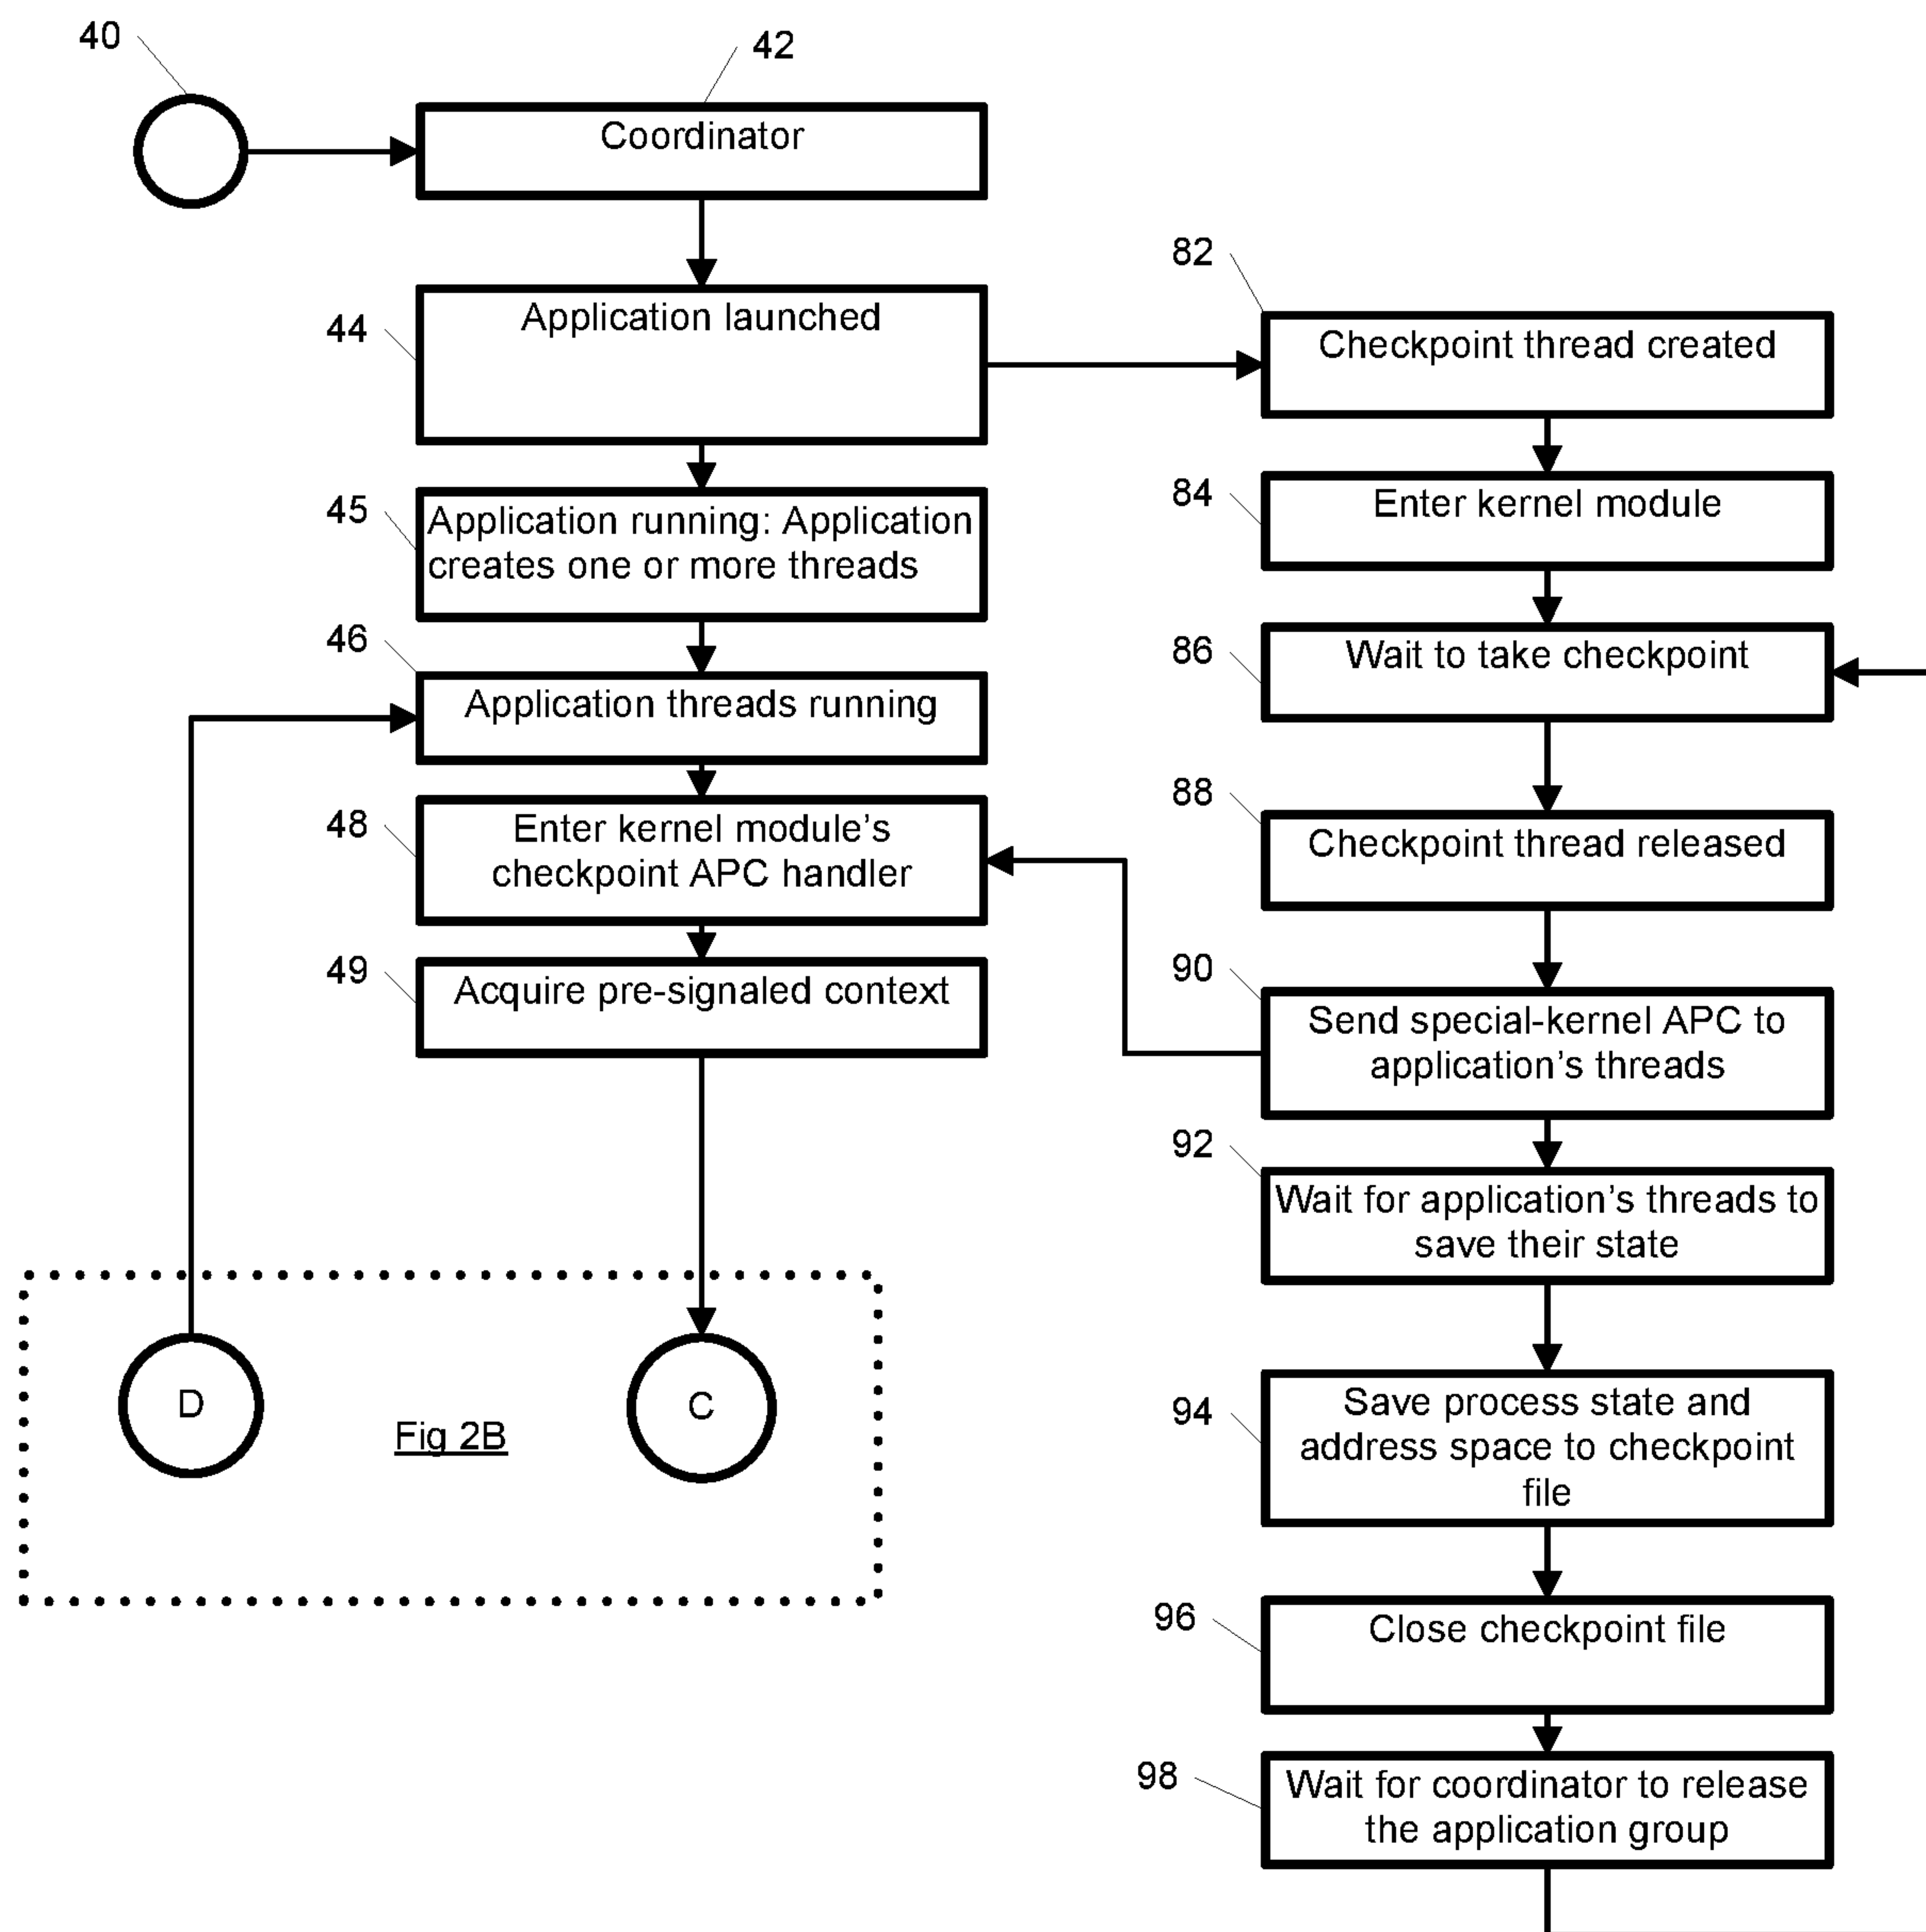 40
42
Coordinator
44
Application launched
45
Application running: Application
creates one or more threads
46
Application threads running
48
Enter kernel module’s
checkpoint APC handler
49
Acquire pre-signaled context
D
Fig 2B
C
82
Checkpoint thread created
84
Enter kernel module
86
Wait to take checkpoint
88
Checkpoint thread released
90
Send special-kernel APC to
application’s threads
92
Wait for application’s threads to
save their state
94
Save process state and
address space to checkpoint
file
96
Close checkpoint file
98
Wait for coordinator to release
the application group